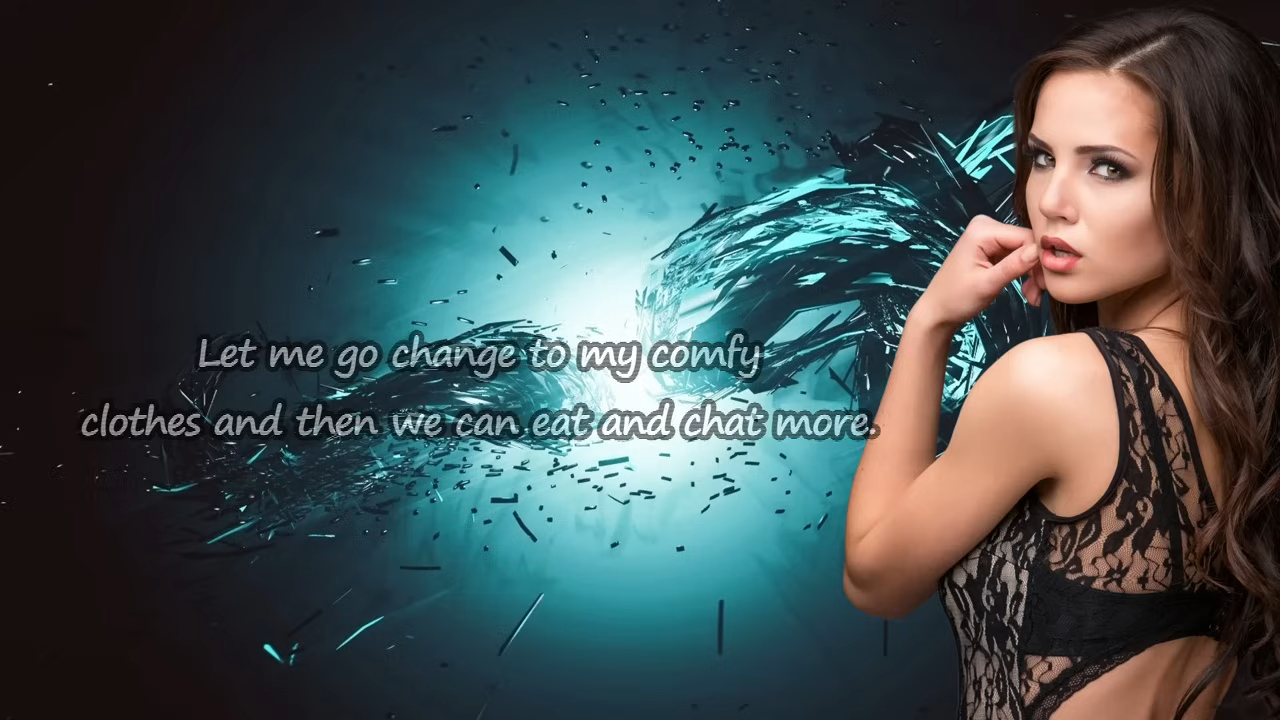 Let me go change to my comfy
clothes and then we can eat and chat more.